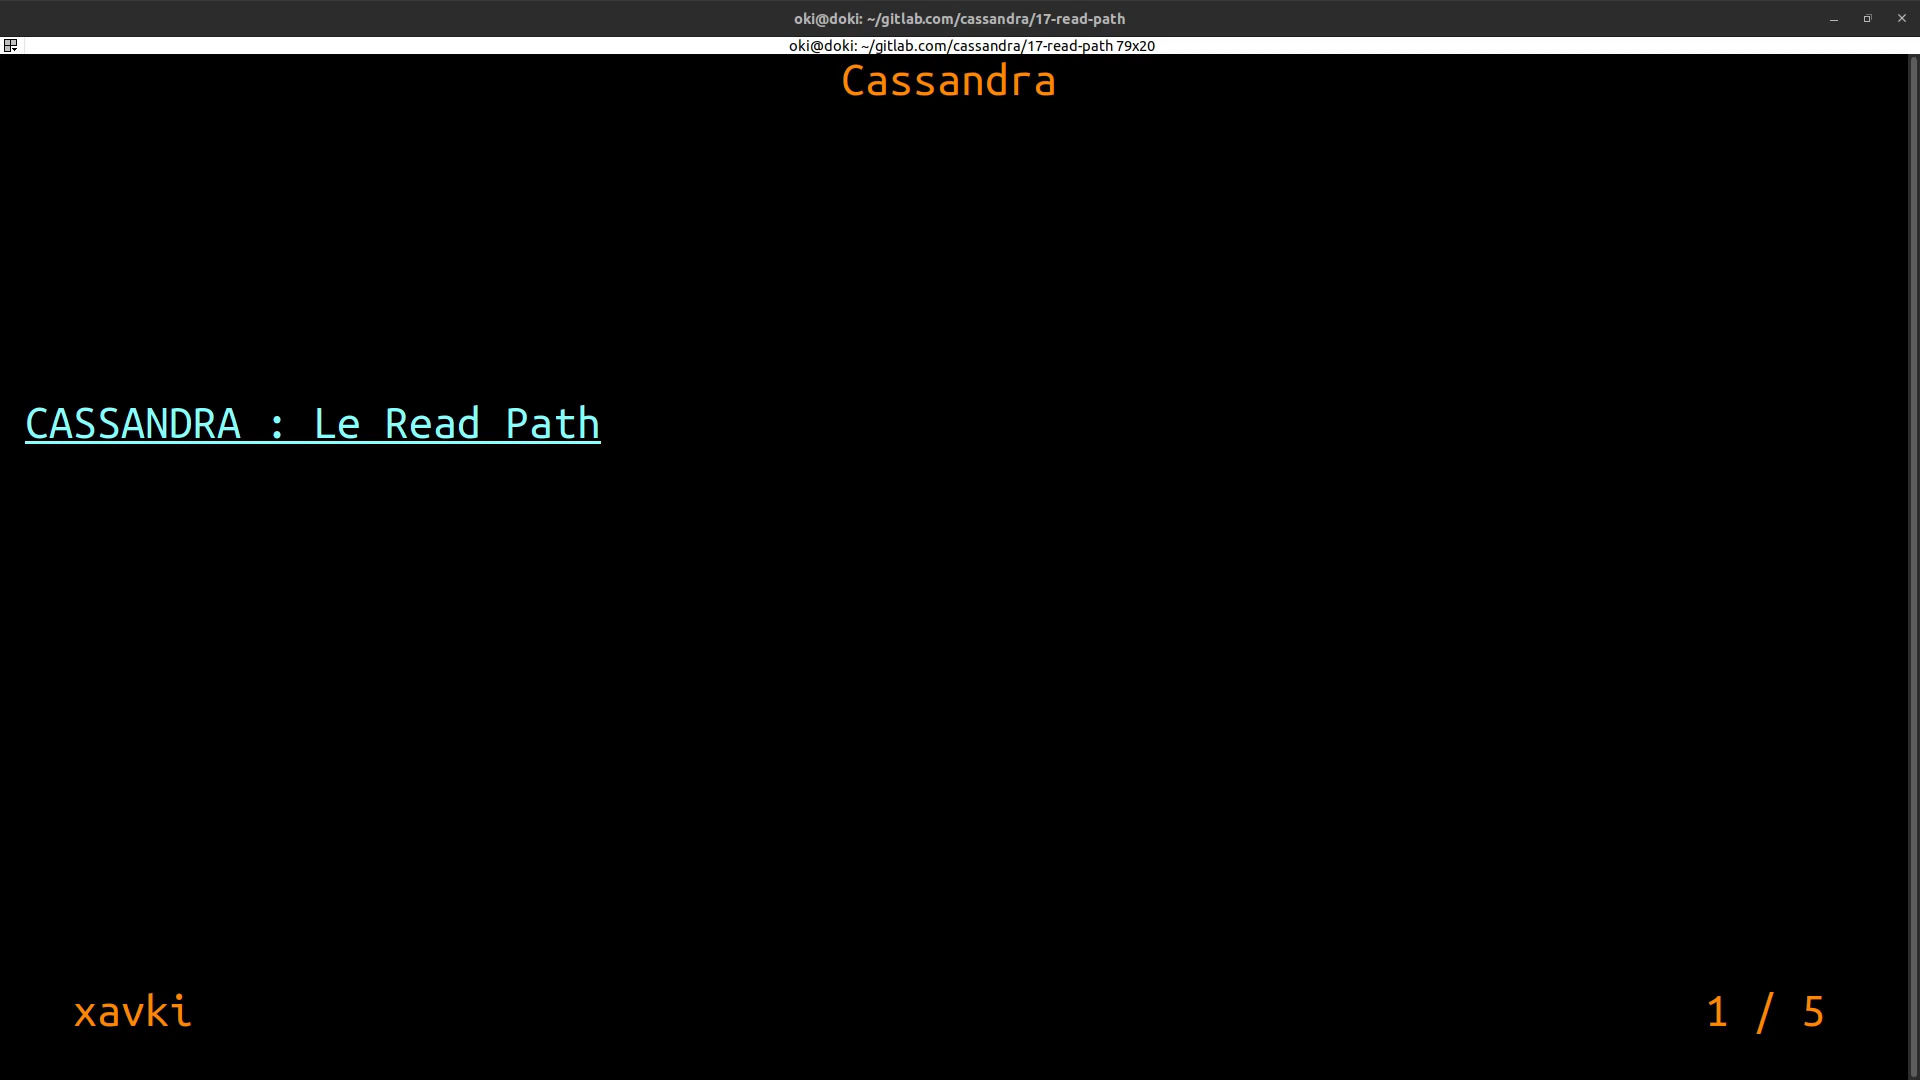 oki@doki: ~/gitlab.com/cassandra/17-read-path
oki@doki: ~/gitlab.com/cassandra/17-read-path 79x20
Cassandra
CASSANDRA : Le Read Path
xavki
1 / 5